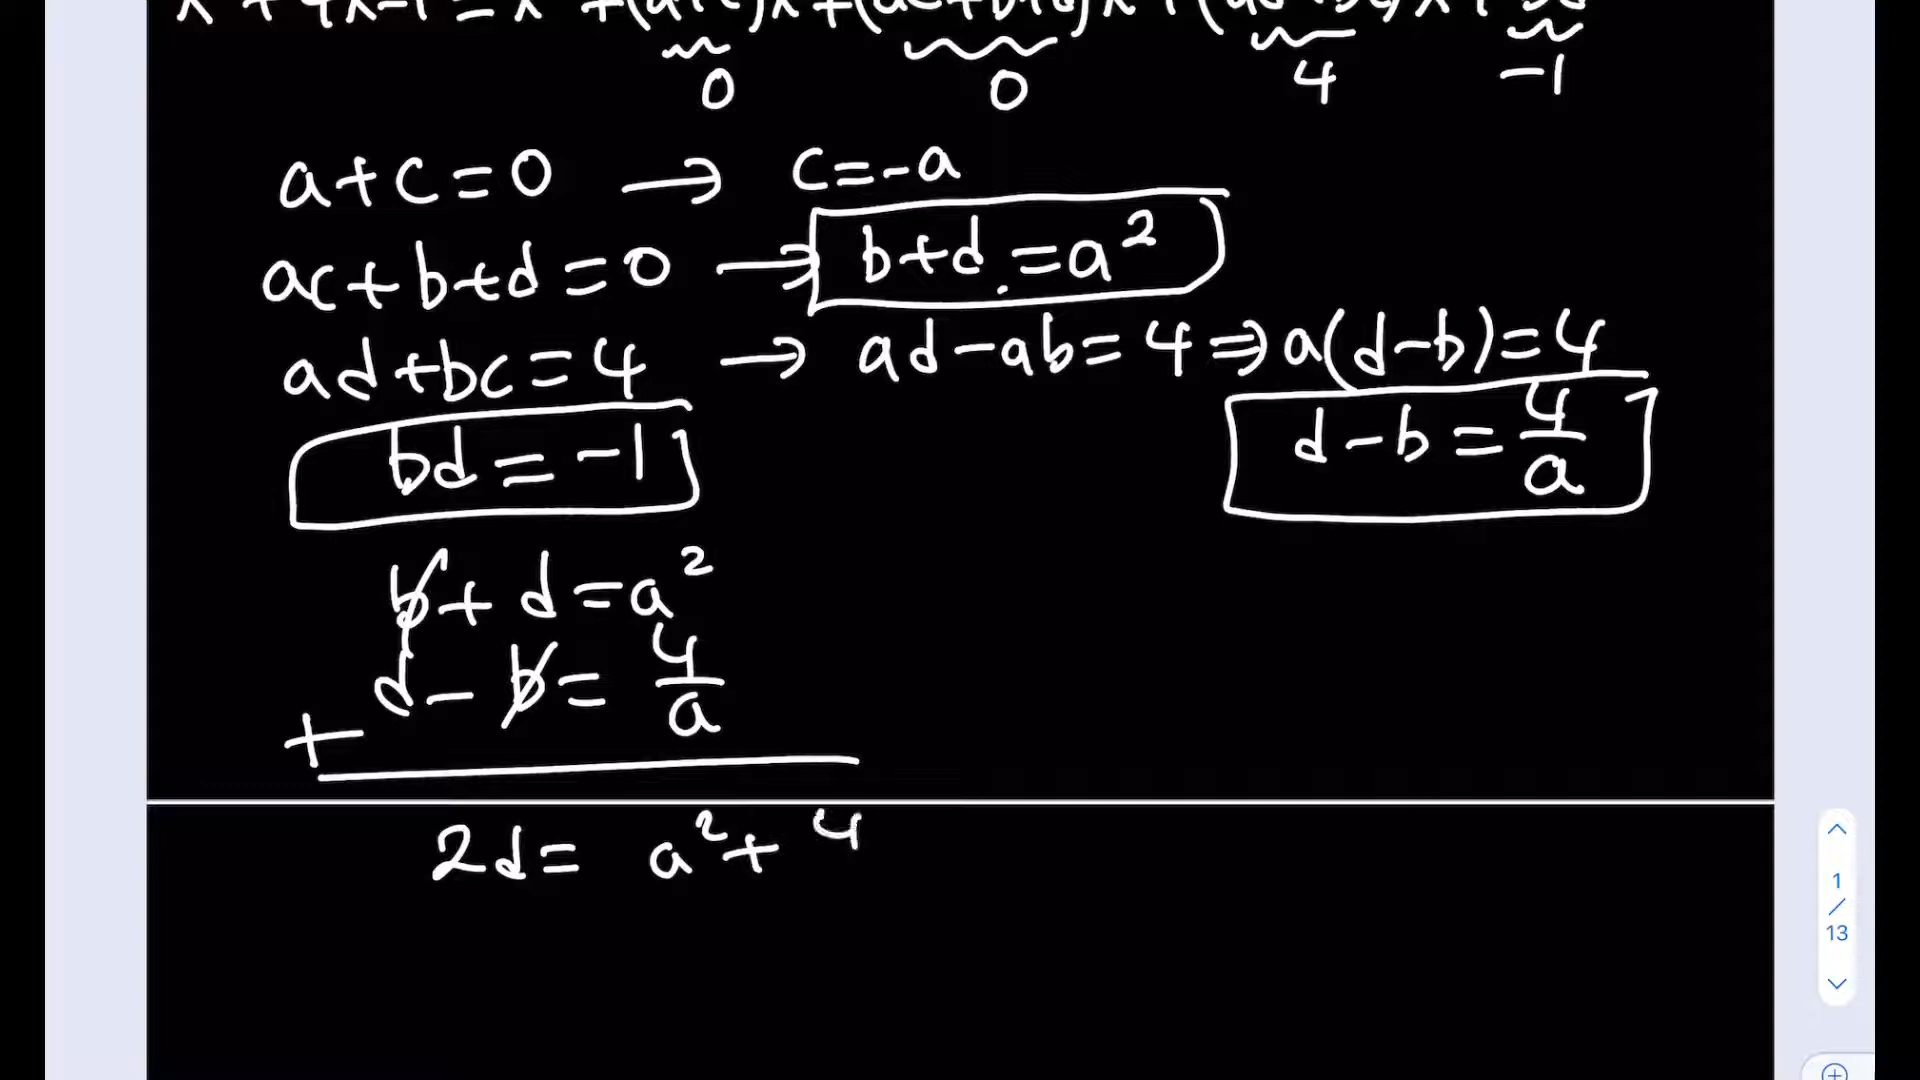 a+c=0 → c=-a
ac+b+d=0 → b+d=a²
ad+bc=4 → ad-ab=4⇒a(d-b)=4
bd=-1
d-b=4/a
0 0 4 -1
b+d=a²
d-b=4/a
+
2d= a²+ 4
1
/
13